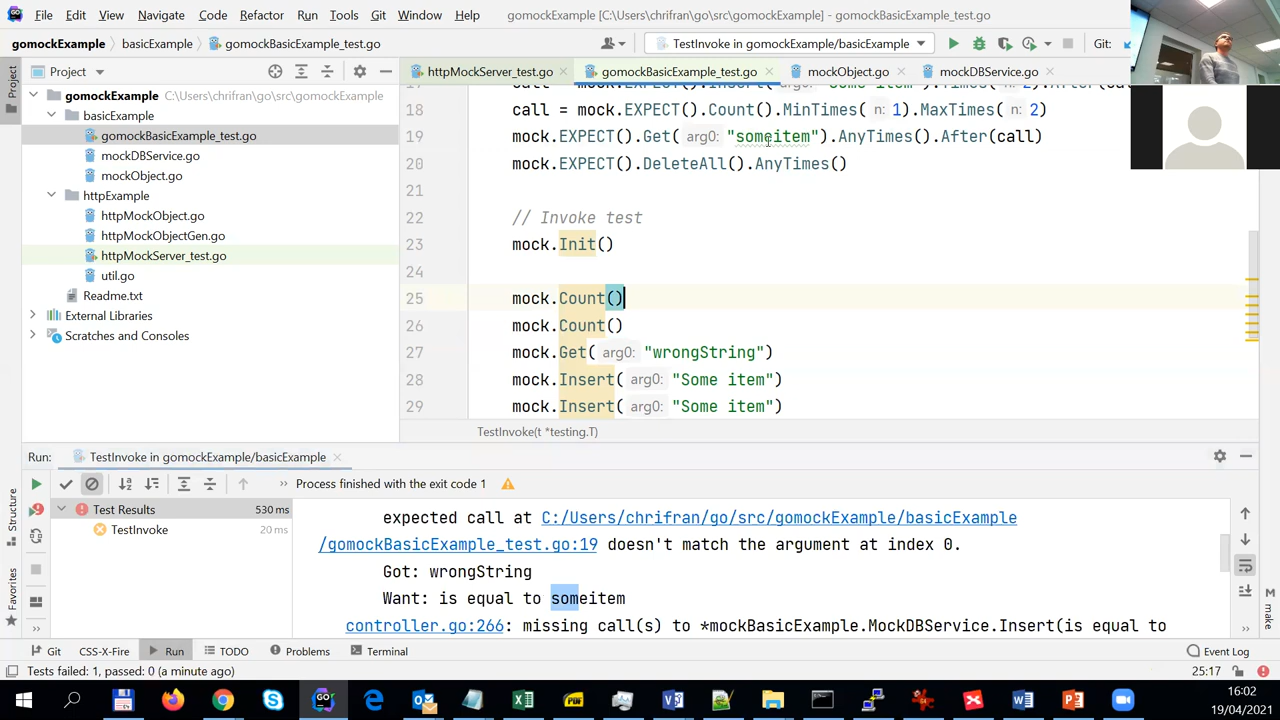 File Edit View Navigate Code Refactor Run Tools Git Window Help gomockExample [C:\Users\chrifran\go\src\gomockExample] - gomockBasicExample_test.go
gomockExample basicExample gomockBasicExample_test.go TestInvoke in gomockExample/basicExample Git:
Project
Project httpMockServer_test.go gomockBasicExample_test.go mockObject.go mockDBService.go
gomockExample C:\Users\chrifran\go\src\gomockExample
basicExample
gomockBasicExample_test.go
mockDBService.go
mockObject.go
httpExample
httpMockObject.go
httpMockObjectGen.go
httpMockServer_test.go
util.go
Readme.txt
External Libraries
Scratches and Consoles
18 call = mock.EXPECT().Count().MinTimes( n: 1).MaxTimes( n: 2)
19 mock.EXPECT().Get( arg0: "someitem").AnyTimes().After(call)
20 mock.EXPECT().DeleteAll().AnyTimes()
21
22 // Invoke test
23 mock.Init()
24
25 mock.Count()
26 mock.Count()
27 mock.Get( arg0: "wrongString")
28 mock.Insert( arg0: "Some item")
29 mock.Insert( arg0: "Some item")
TestInvoke(t *testing.T)
Run: TestInvoke in gomockExample/basicExample
Process finished with the exit code 1
Test Results 530 ms
TestInvoke 20 ms
expected call at C:/Users/chrifran/go/src/gomockExample/basicExample
/gomockBasicExample_test.go:19 doesn't match the argument at index 0.
Got: wrongString
Want: is equal to someitem
controller.go:266: missing call(s) to *mockBasicExample.MockDBService.Insert(is equal to
Structure
Favorites
make
Git CSS-X-Fire Run TODO Problems Terminal Event Log
Tests failed: 1, passed: 0 (a minute ago) 25:17
16:02
19/04/2021